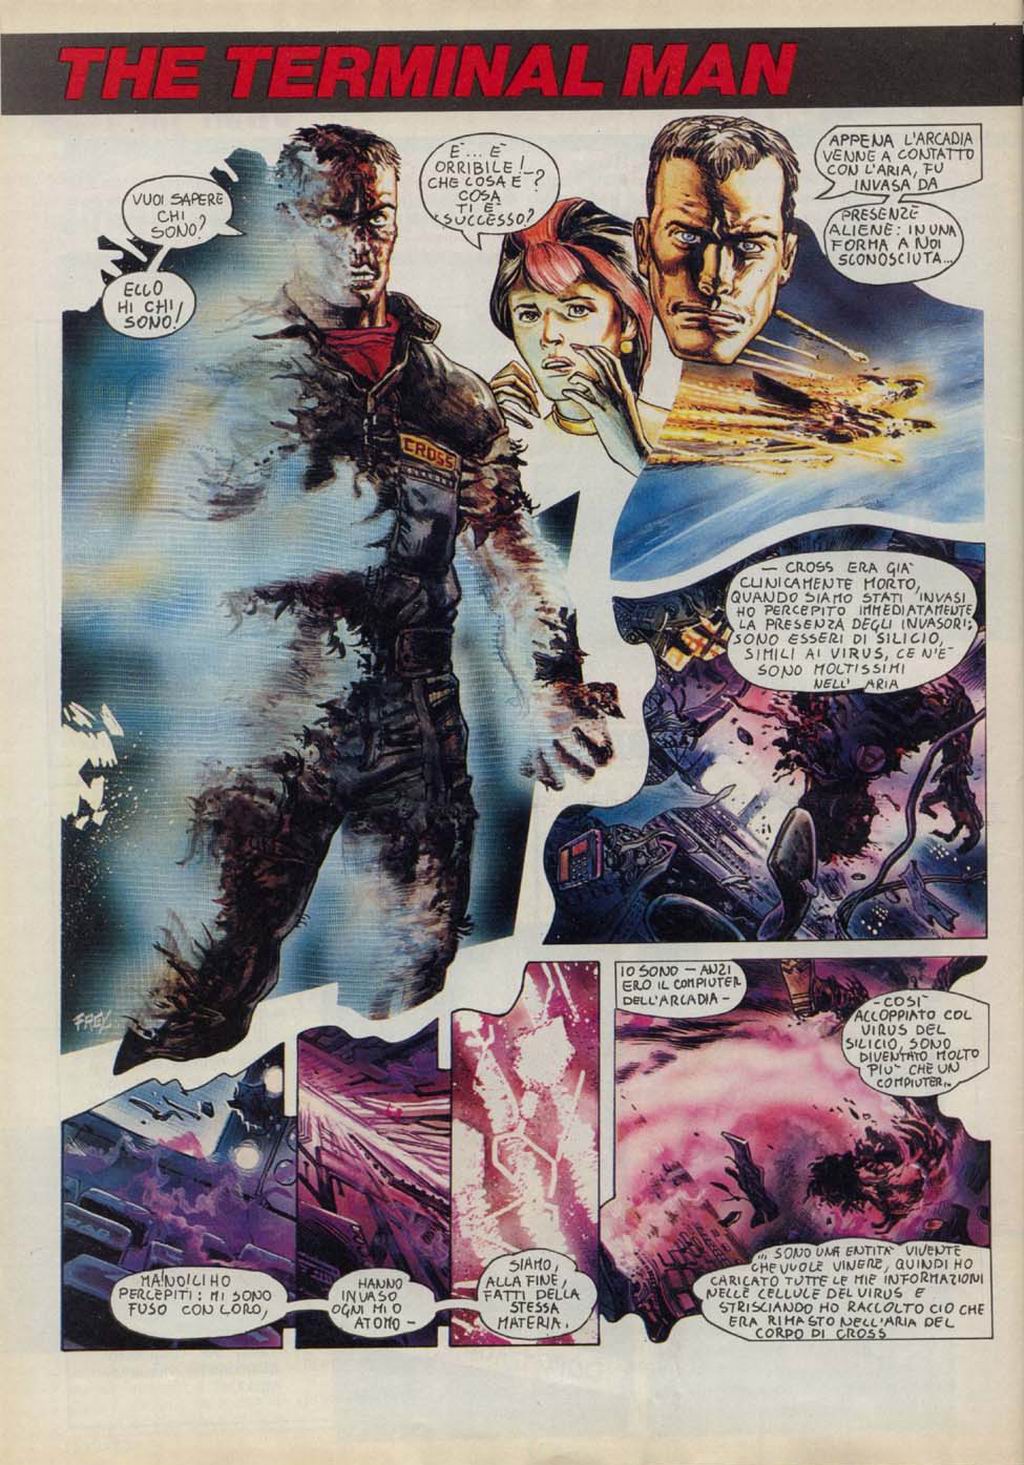 THE TERMINAL MAN
VUOI SAPERE
CHI
SONO?
ECCO
HI CHI
SONO!
E'... E'
ORRIBILE!
CHE COSA E'?
COSA
TI E'
SUCCESSO?
APPENA L'ARCADIA
VENNE A CONTATTO
CON L'ARIA, FU
INVASA DA
PRESENZE
ALIENE: IN UNA
FORMA A NOI
SCONOSCIUTA...
CROSS
— CROSS ERA GIA'
CLINICAMENTE MORTO,
QUANDO SIAMO STATI INVASI
HO PERCEPITO IMMEDIATAMENTE
LA PRESENZA DEGLI INVASORI;
SONO ESSERI DI SILICIO,
SIMILI AI VIRUS, CE N'E'
SONO MOLTISSIMI
NELL' ARIA
FREY
MA IO LI HO
PERCEPITI: MI SONO
FUSO CON LORO,
HANNO
INVASO
OGNI MIO
ATOMO -
SIAMO,
ALLA FINE,
FATTI DELLA
STESSA
MATERIA.
IO SONO — ANZI
ERO IL COMPIUTER
DELL'ARCADIA —
- COSI'
ACCOPPIATO COL
VIRUS DEL
SILICIO, SONO
DIVENTATO MOLTO
PIU' CHE UN
COMPIUTER...
... SONO UNA ENTITA' VIVENTE
CHE VUOLE VIVERE, QUINDI HO
CARICATO TUTTE LE MIE INFORMAZIONI
NELLE CELLULE DEL VIRUS E
STRISCIANDO HO RACCOLTO CIO CHE
ERA RIMASTO NELL'ARIA DEL
CORPO DI CROSS